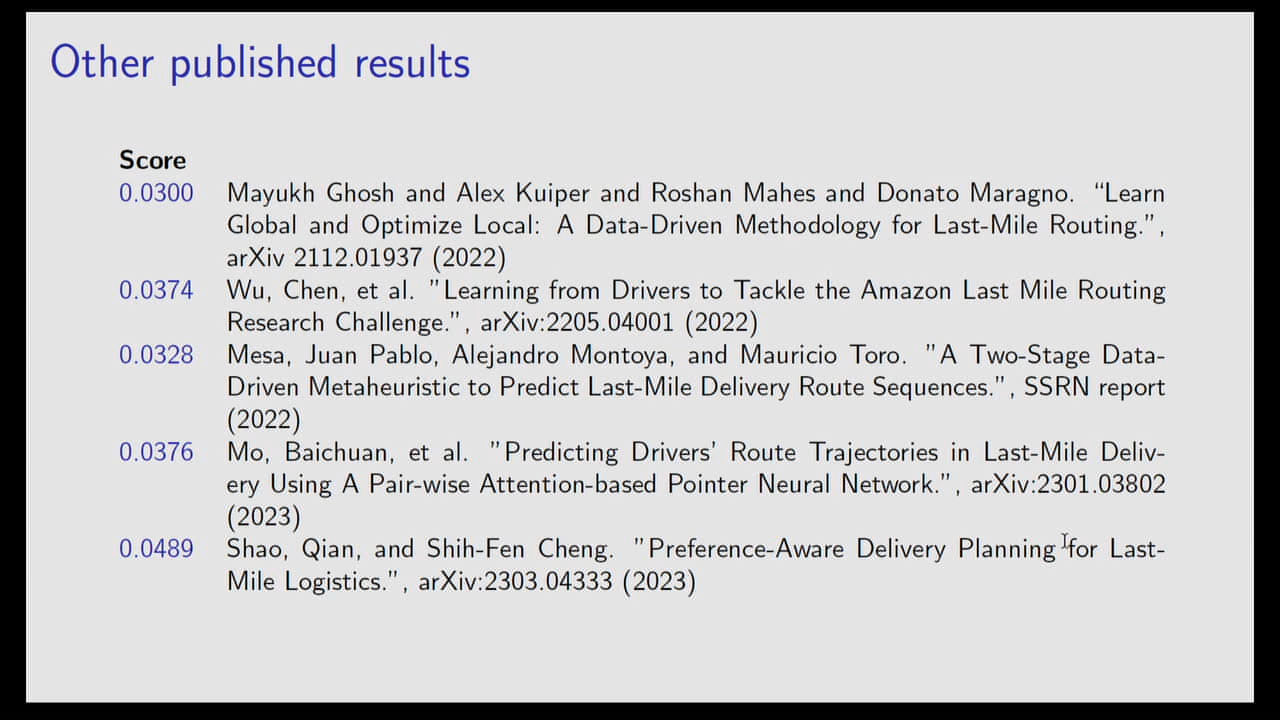 Other published results
Score
0.0300 Mayukh Ghosh and Alex Kuiper and Roshan Mahes and Donato Maragno. “Learn
Global and Optimize Local: A Data-Driven Methodology for Last-Mile Routing.”,
arXiv 2112.01937 (2022)
0.0374 Wu, Chen, et al. ”Learning from Drivers to Tackle the Amazon Last Mile Routing
Research Challenge.”, arXiv:2205.04001 (2022)
0.0328 Mesa, Juan Pablo, Alejandro Montoya, and Mauricio Toro. ”A Two-Stage Data-
Driven Metaheuristic to Predict Last-Mile Delivery Route Sequences.”, SSRN report
(2022)
0.0376 Mo, Baichuan, et al. ”Predicting Drivers’ Route Trajectories in Last-Mile Deliv-
ery Using A Pair-wise Attention-based Pointer Neural Network.”, arXiv:2301.03802
(2023)
0.0489 Shao, Qian, and Shih-Fen Cheng. ”Preference-Aware Delivery Planning for Last-
Mile Logistics.”, arXiv:2303.04333 (2023)